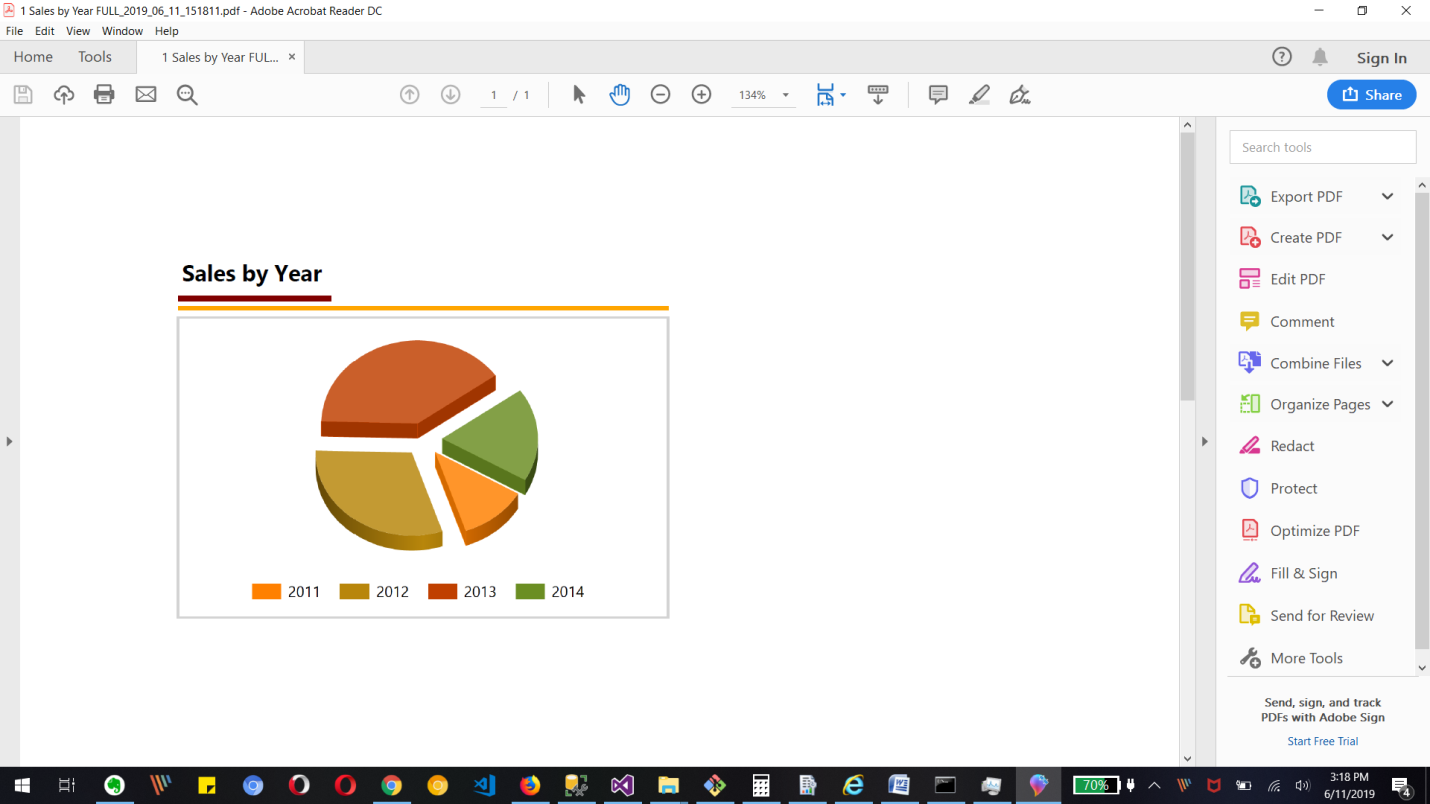 1 Sales by Year FULL_2019_06_11_151811.pdf - Adobe Acrobat Reader DC
File Edit View Window Help
Home Tools 1 Sales by Year FUL... × Sign In
1 / 1 134% Share
Search tools
Export PDF
Create PDF
Edit PDF
Comment
Combine Files
Organize Pages
Redact
Protect
Optimize PDF
Fill & Sign
Send for Review
More Tools
Send, sign, and track
PDFs with Adobe Sign
Start Free Trial
Sales by Year
2011 2012 2013 2014
70%
3:18 PM
6/11/2019
4